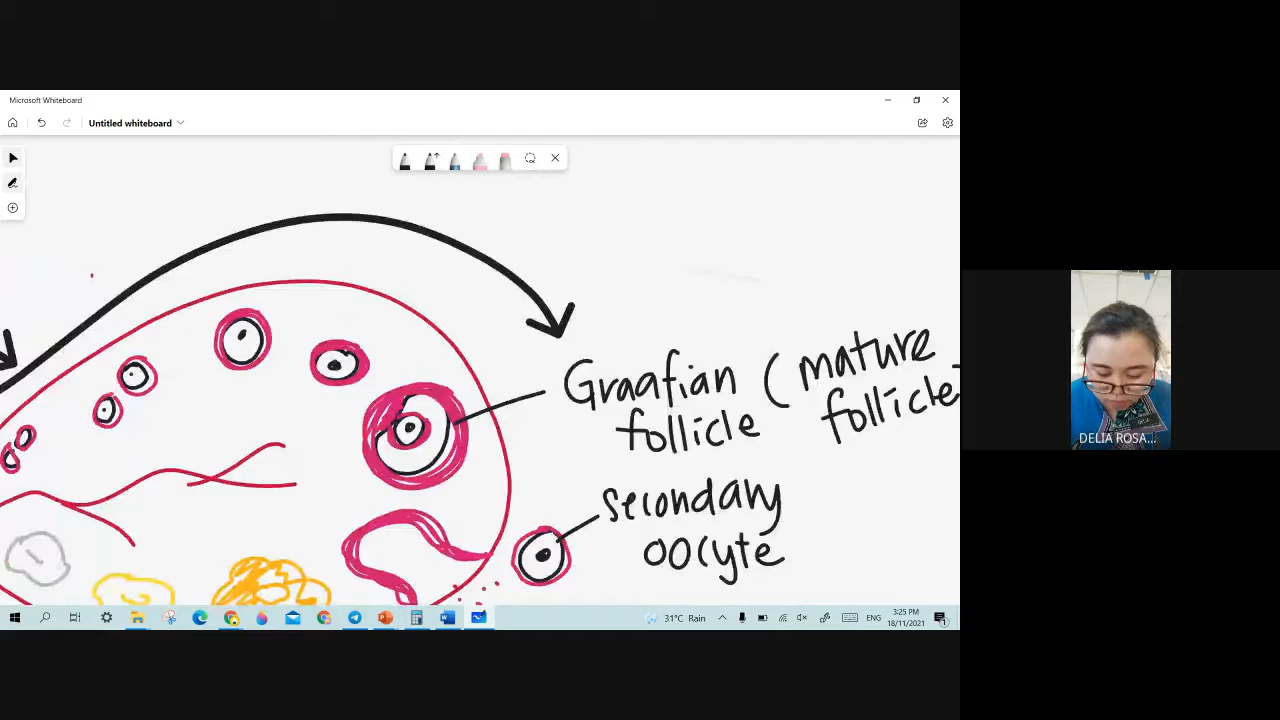 Microsoft Whiteboard
Untitled whiteboard
Graafian (mature
follicle follicle
secondary
oocyte
DELIA ROSA...
31°C Rain
ENG
3:25 PM
18/11/2021